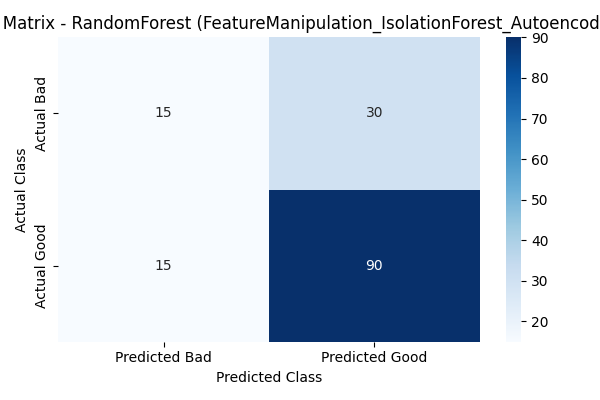 Matrix - RandomForest (FeatureManipulation_IsolationForest_Autoencod
90
80
70
60
50
40
30
20
Actual Class
Actual Bad
Actual Good
15
30
15
90
Predicted Bad
Predicted Good
Predicted Class